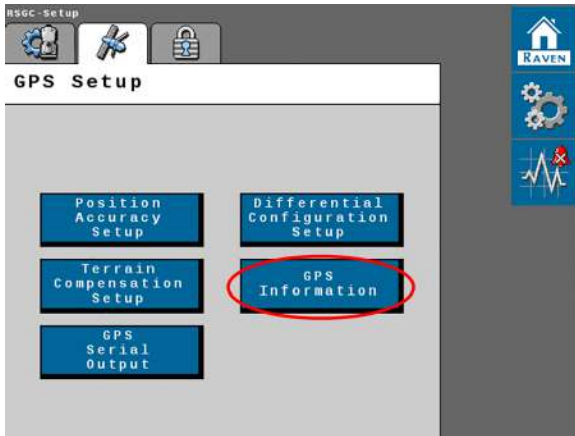 RSGC-Setup
GPS Setup
Position
Accuracy
Setup
Differential
Configuration
Setup
Terrain
Compensation
Setup
GPS
Information
GPS
Serial
Output
RAVEN